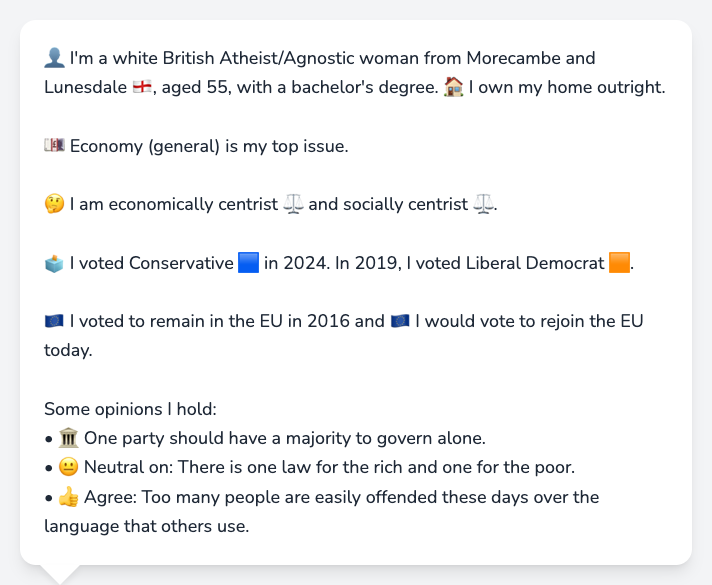 👤 I'm a white British Atheist/Agnostic woman from Morecambe and
Lunesdale 🏴󠁧󠁢󠁥󠁮󠁧󠁿, aged 55, with a bachelor's degree. 🏠 I own my home outright.
💷 Economy (general) is my top issue.
🤔 I am economically centrist ⚖️ and socially centrist ⚖️.
🗳️ I voted Conservative 🟦 in 2024. In 2019, I voted Liberal Democrat 🟧.
🇪🇺 I voted to remain in the EU in 2016 and 🇪🇺 I would vote to rejoin the EU
today.
Some opinions I hold:
• 🏛️ One party should have a majority to govern alone.
• 😐 Neutral on: There is one law for the rich and one for the poor.
• 👍 Agree: Too many people are easily offended these days over the
language that others use.